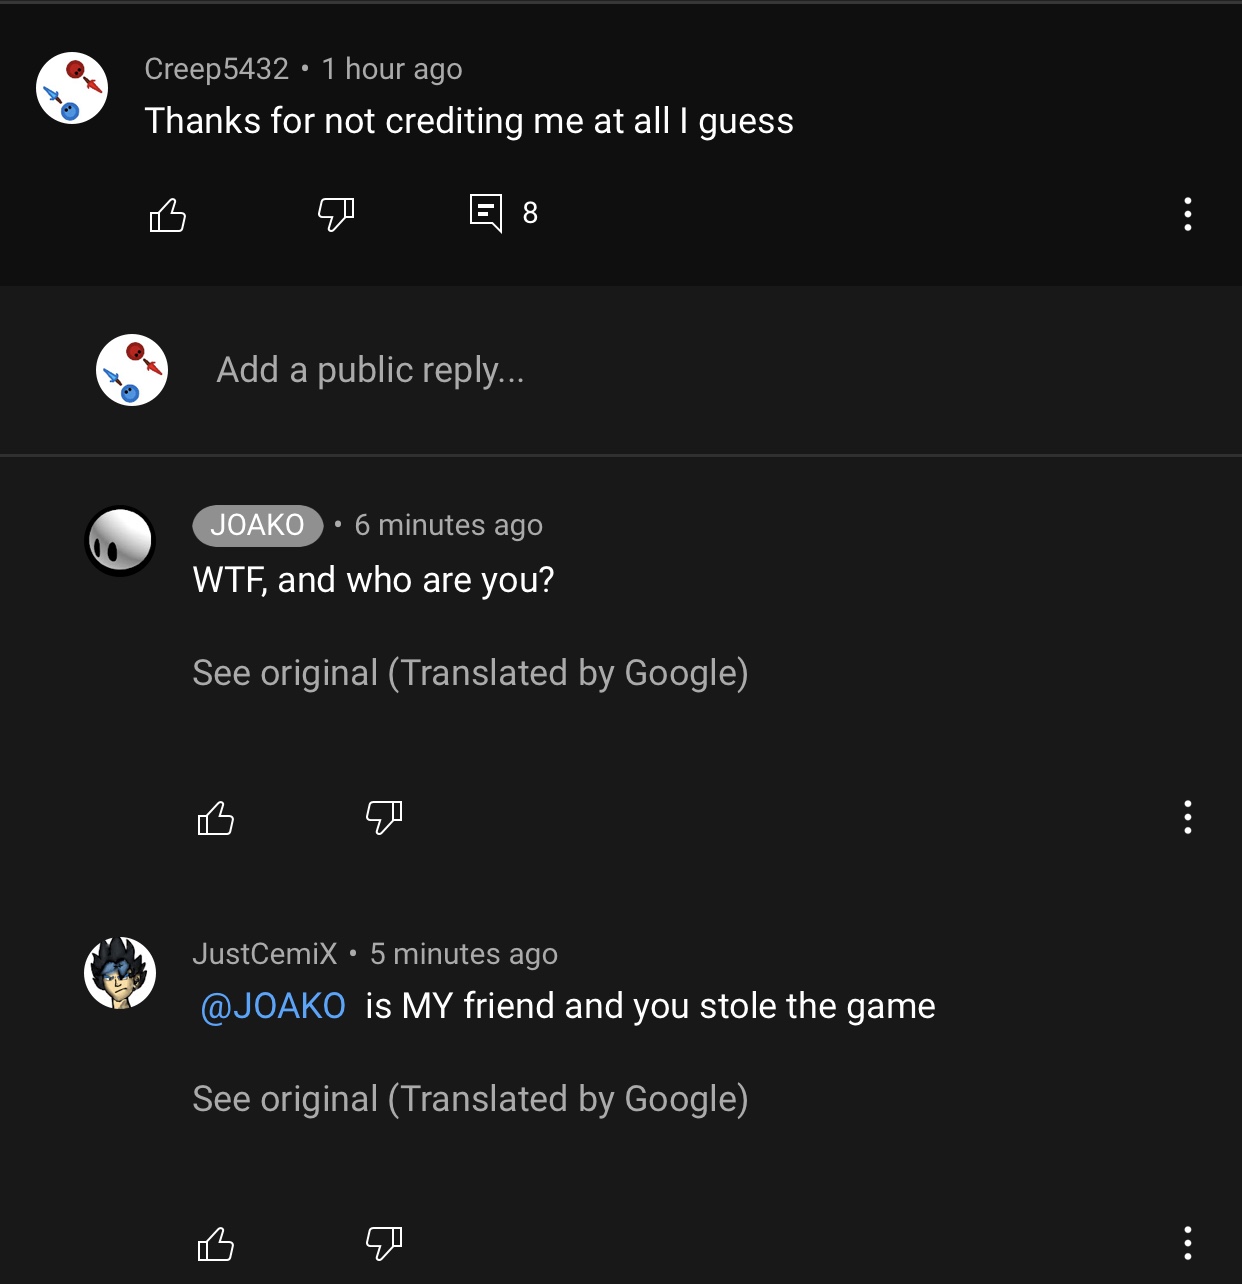 Creep5432 • 1 hour ago
Thanks for not crediting me at all I guess
8
Add a public reply...
JOAKO • 6 minutes ago
WTF, and who are you?
See original (Translated by Google)
JustCemiX • 5 minutes ago
@JOAKO is MY friend and you stole the game
See original (Translated by Google)